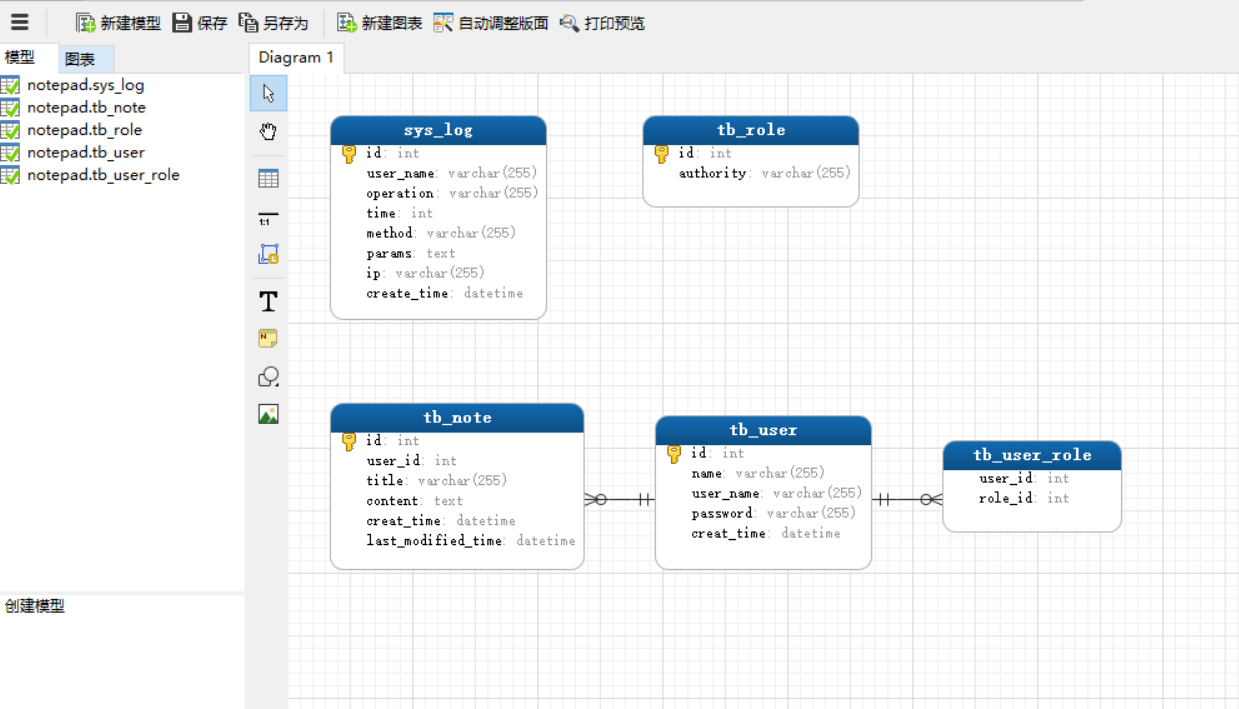 新建模型 保存 另存为 新建图表 自动调整版面 打印预览
模型 图表 Diagram 1
notepad.sys_log
notepad.tb_note
notepad.tb_role
notepad.tb_user
notepad.tb_user_role
创建模型
1:1
T
N
sys_log
id: int
user_name: varchar(255)
operation: varchar(255)
time: int
method: varchar(255)
params: text
ip: varchar(255)
create_time: datetime
tb_role
id: int
authority: varchar(255)
tb_note
id: int
user_id: int
title: varchar(255)
content: text
creat_time: datetime
last_modified_time: datetime
tb_user
id: int
name: varchar(255)
user_name: varchar(255)
password: varchar(255)
creat_time: datetime
tb_user_role
user_id: int
role_id: int